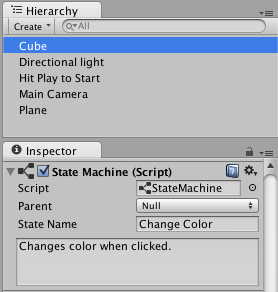 Hierarchy
Create All
Cube
Directional light
Hit Play to Start
Main Camera
Plane
Inspector
State Machine (Script)
Script StateMachine
Parent Null
State Name Change Color
Changes color when clicked.